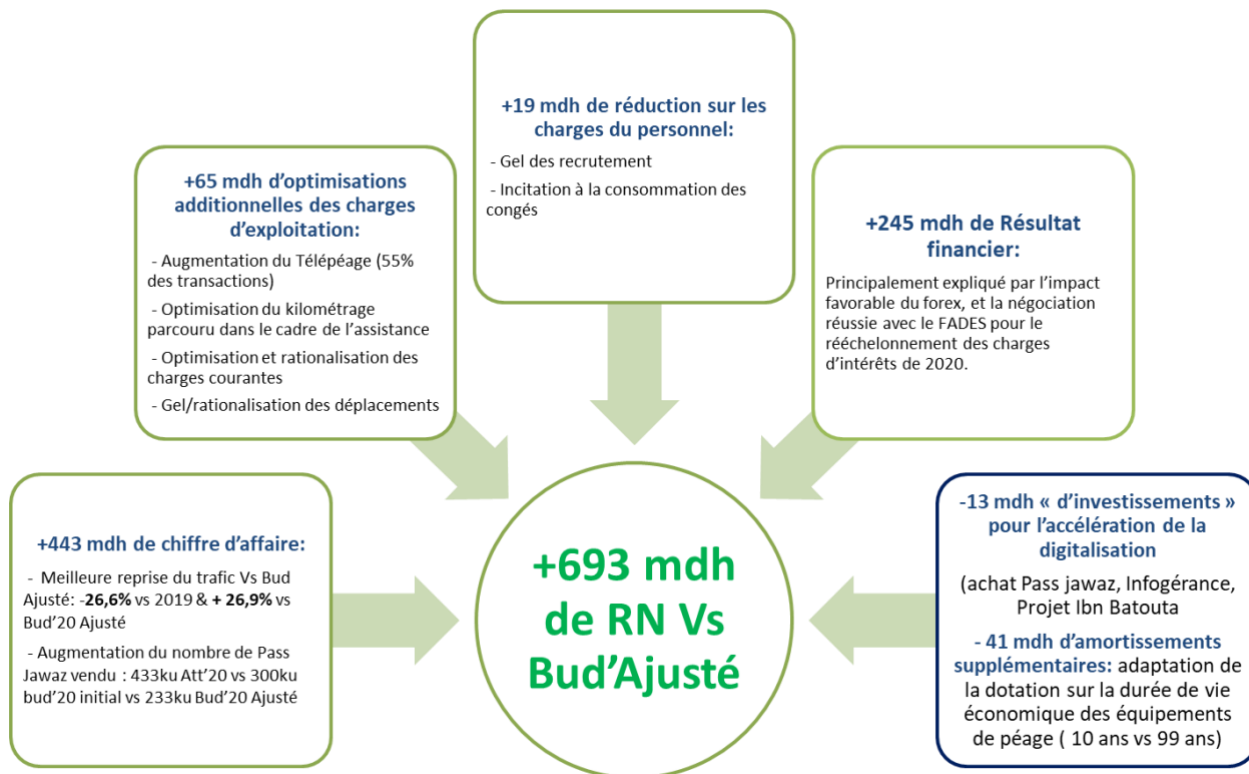 +19 mdh de réduction sur les
charges du personnel:
- Gel des recrutement
- Incitation à la consommation des
congés
+65 mdh d'optimisations
additionnelles des charges
d'exploitation:
- Augmentation du Télépéage (55%
des transactions)
- Optimisation du kilométrage
parcouru dans le cadre de l'assistance
- Optimisation et rationalisation des
charges courantes
- Gel/rationalisation des déplacements
+245 mdh de Résultat
financier:
Principalement expliqué par l'impact
favorable du forex, et la négociation
réussie avec le FADES pour le
rééchelonnement des charges
d'intérêts de 2020.
+443 mdh de chiffre d'affaire:
- Meilleure reprise du trafic Vs Bud
Ajusté: -26,6% vs 2019 & + 26,9% vs
Bud'20 Ajusté
- Augmentation du nombre de Pass
Jawaz vendu : 433ku Att'20 vs 300ku
bud'20 initial vs 233ku Bud'20 Ajusté
+693 mdh
de RN Vs
Bud'Ajusté
-13 mdh « d'investissements »
pour l'accélération de la
digitalisation
(achat Pass jawaz, Infogérance,
Projet Ibn Batouta
- 41 mdh d'amortissements
supplémentaires: adaptation de
la dotation sur la durée de vie
économique des équipements
de péage ( 10 ans vs 99 ans)